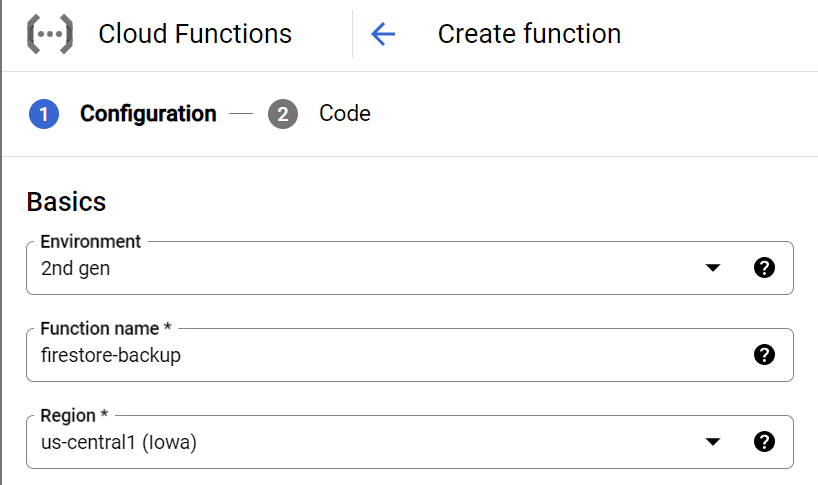 Cloud Functions
Create function
1 Configuration 2 Code
Basics
Environment
2nd gen
Function name *
firestore-backup
Region *
us-central1 (Iowa)